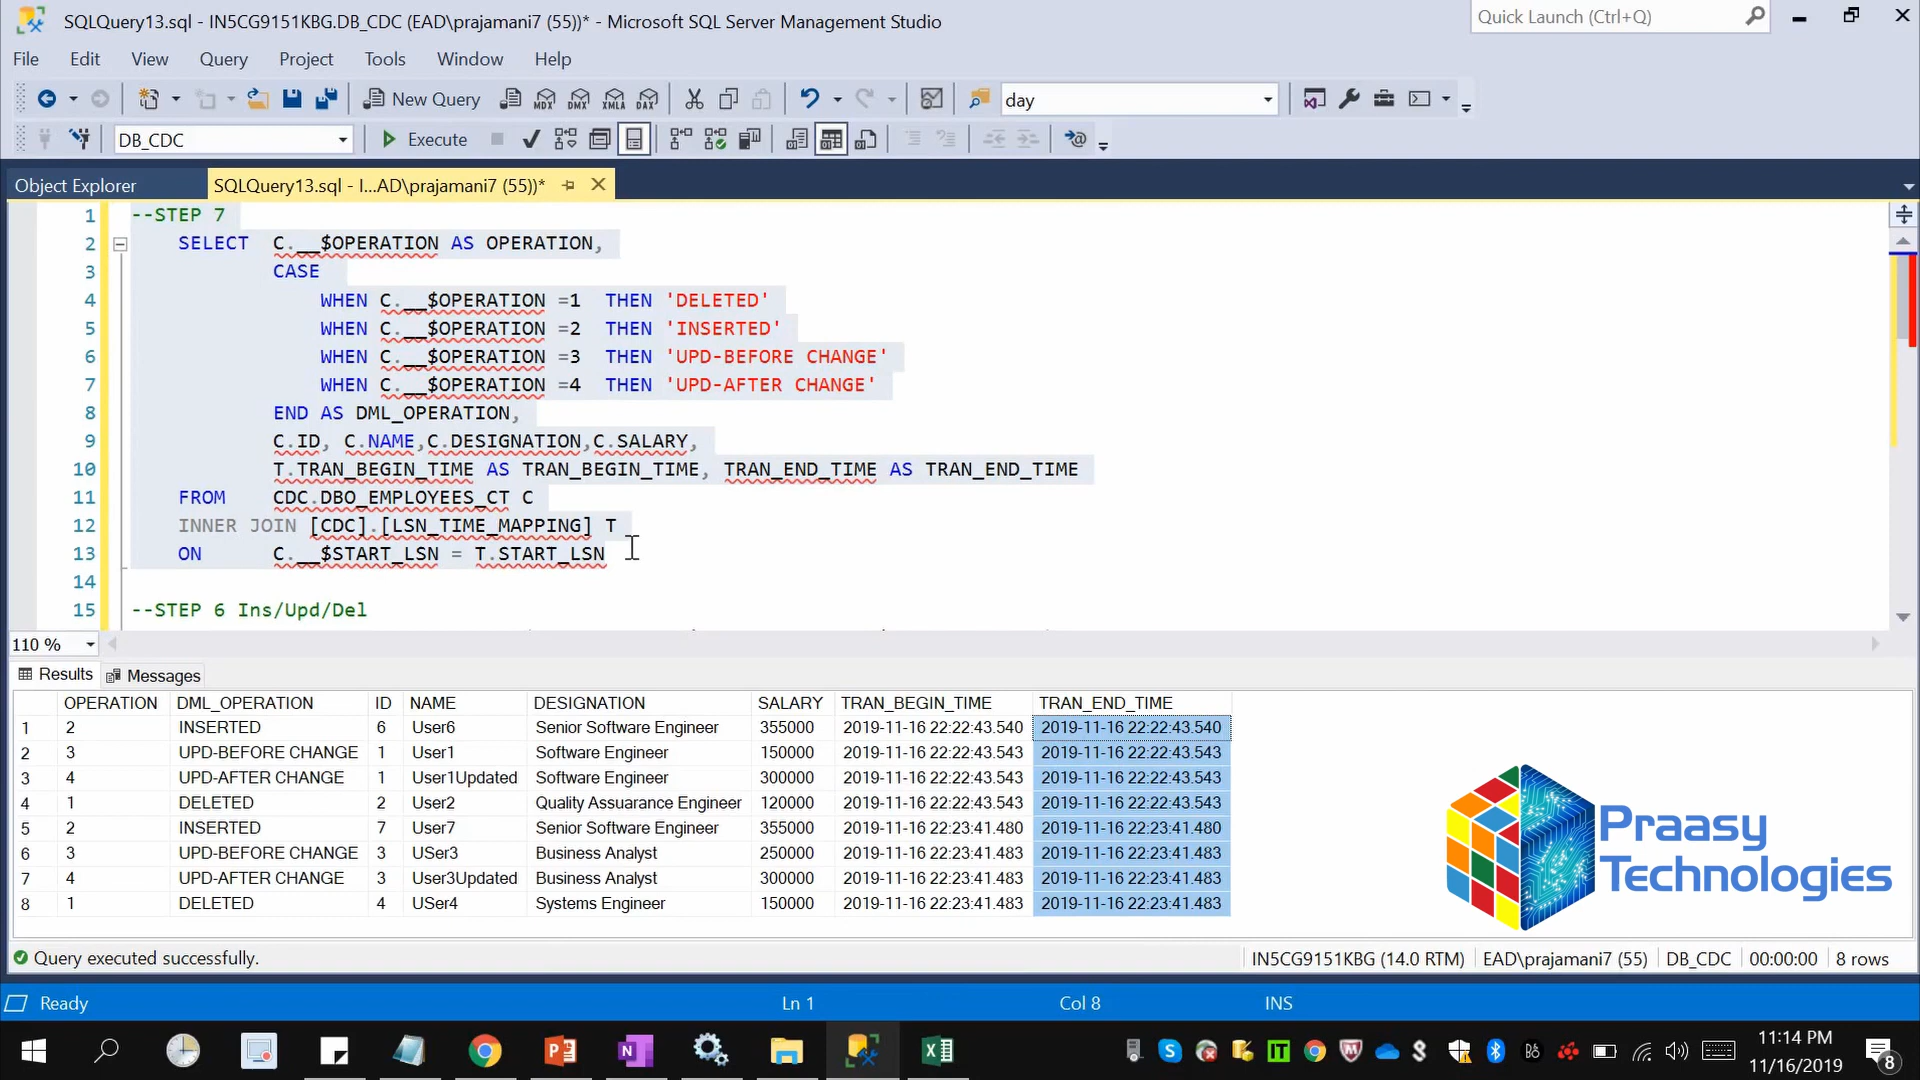 SQLQuery13.sql - IN5CG9151KBG.DB_CDC (EAD\prajamani7 (55))* - Microsoft SQL Server Management Studio
Quick Launch (Ctrl+Q)
File Edit View Query Project Tools Window Help
New Query
MDX DMX XMLA DAX
day
DB_CDC
Execute
Object Explorer
SQLQuery13.sql - I...AD\prajamani7 (55))*
1 --STEP 7
2 SELECT C.__$OPERATION AS OPERATION,
3 CASE
4 WHEN C.__$OPERATION =1 THEN 'DELETED'
5 WHEN C.__$OPERATION =2 THEN 'INSERTED'
6 WHEN C.__$OPERATION =3 THEN 'UPD-BEFORE CHANGE'
7 WHEN C.__$OPERATION =4 THEN 'UPD-AFTER CHANGE'
8 END AS DML_OPERATION,
9 C.ID, C.NAME,C.DESIGNATION,C.SALARY,
10 T.TRAN_BEGIN_TIME AS TRAN_BEGIN_TIME, TRAN_END_TIME AS TRAN_END_TIME
11 FROM CDC.DBO_EMPLOYEES_CT C
12 INNER JOIN [CDC].[LSN_TIME_MAPPING] T
13 ON C.__$START_LSN = T.START_LSN
14
15 --STEP 6 Ins/Upd/Del
110 %
Results Messages
OPERATION DML_OPERATION ID NAME DESIGNATION SALARY TRAN_BEGIN_TIME TRAN_END_TIME
1 2 INSERTED 6 User6 Senior Software Engineer 355000 2019-11-16 22:22:43.540 2019-11-16 22:22:43.540
2 3 UPD-BEFORE CHANGE 1 User1 Software Engineer 150000 2019-11-16 22:22:43.543 2019-11-16 22:22:43.543
3 4 UPD-AFTER CHANGE 1 User1Updated Software Engineer 300000 2019-11-16 22:22:43.543 2019-11-16 22:22:43.543
4 1 DELETED 2 User2 Quality Assuarance Engineer 120000 2019-11-16 22:22:43.543 2019-11-16 22:22:43.543
5 2 INSERTED 7 User7 Senior Software Engineer 355000 2019-11-16 22:23:41.480 2019-11-16 22:23:41.480
6 3 UPD-BEFORE CHANGE 3 USer3 Business Analyst 250000 2019-11-16 22:23:41.483 2019-11-16 22:23:41.483
7 4 UPD-AFTER CHANGE 3 User3Updated Business Analyst 300000 2019-11-16 22:23:41.483 2019-11-16 22:23:41.483
8 1 DELETED 4 USer4 Systems Engineer 150000 2019-11-16 22:23:41.483 2019-11-16 22:23:41.483
Praasy
Technologies
Query executed successfully.
IN5CG9151KBG (14.0 RTM) EAD\prajamani7 (55) DB_CDC 00:00:00 8 rows
Ready Ln 1 Col 8 INS
11:14 PM
11/16/2019
8